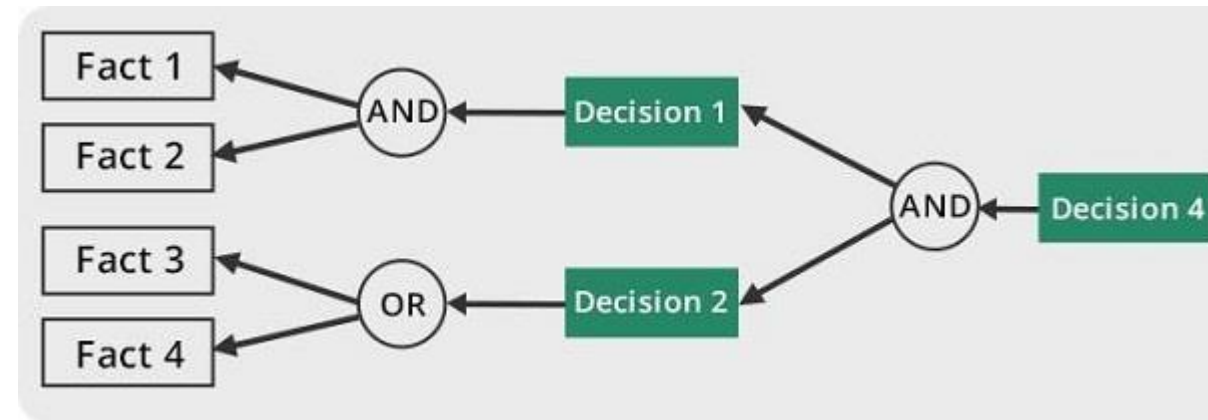 Fact 1
Fact 2
Fact 3
Fact 4
AND
OR
Decision 1
Decision 2
AND
Decision 4